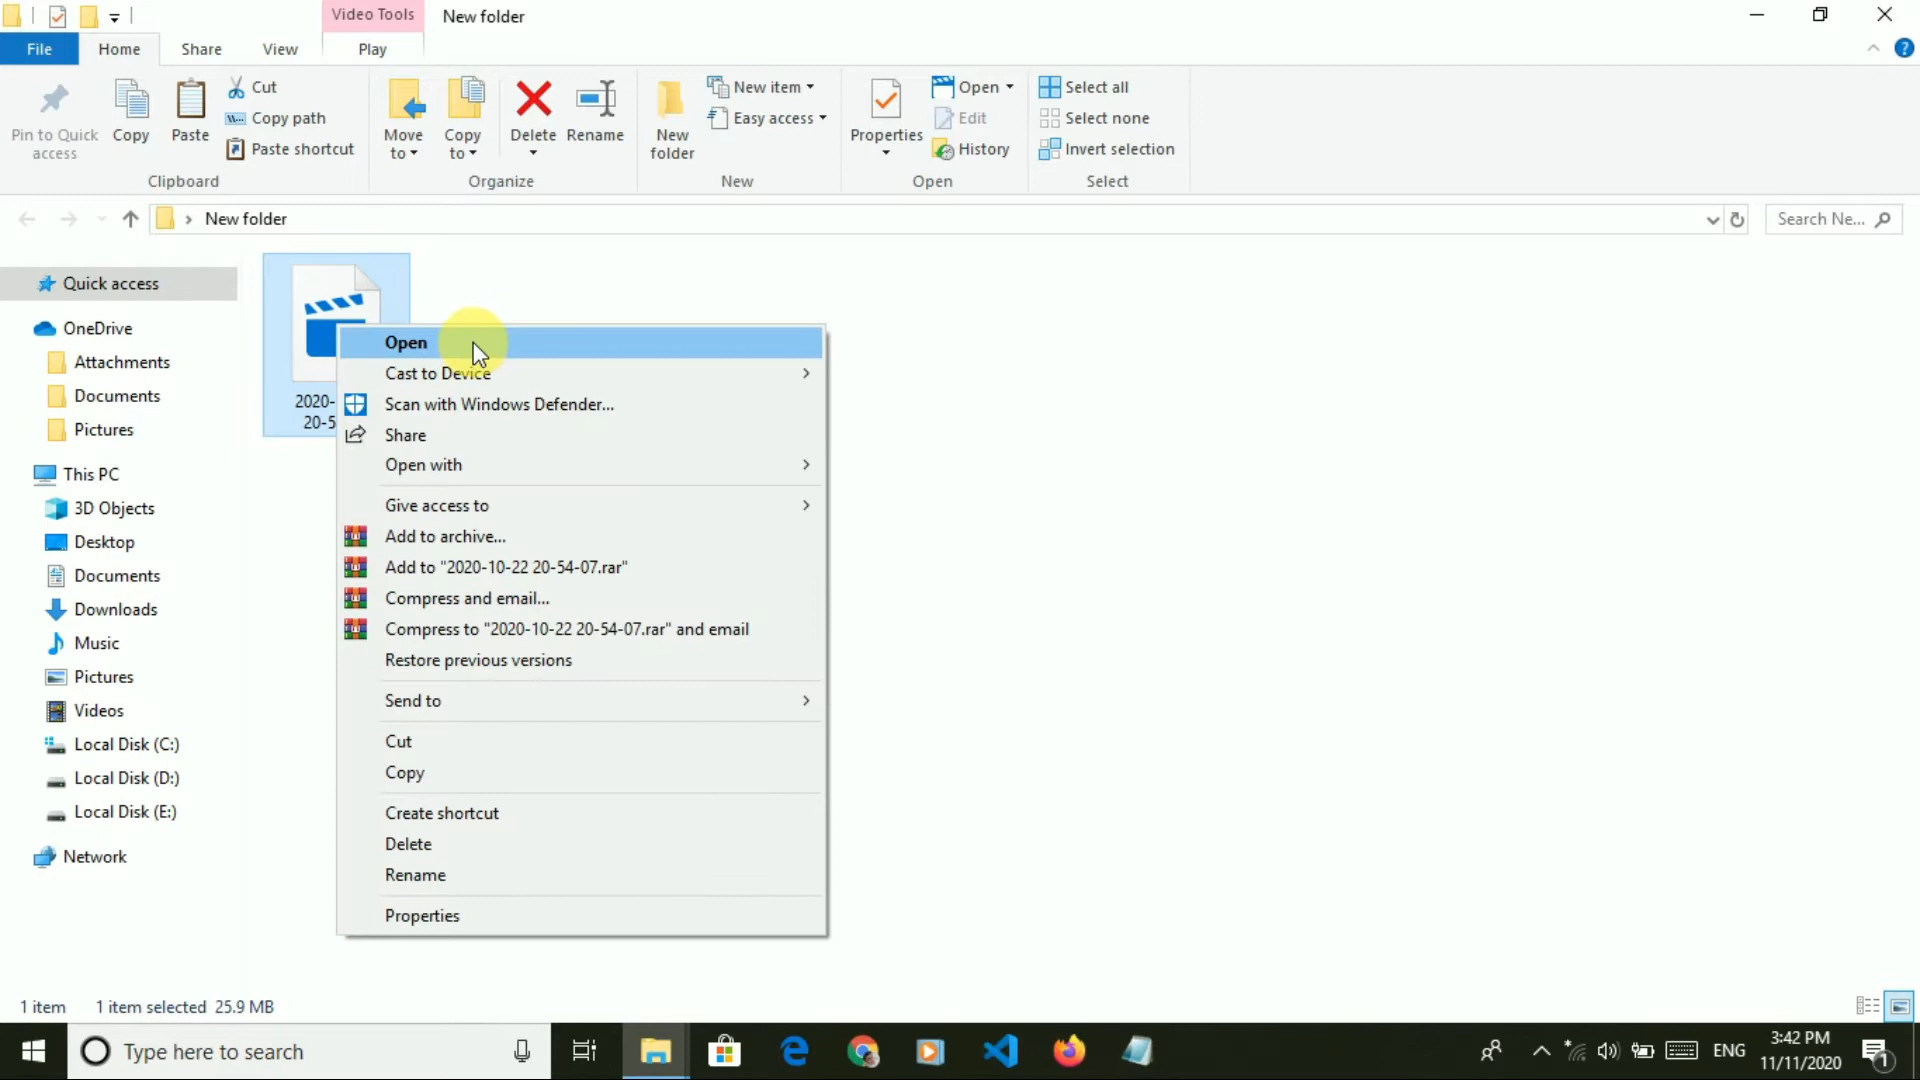 Video Tools
New folder
File
Home
Share
View
Play
Pin to Quick access
Copy
Paste
Cut
Copy path
Paste shortcut
Clipboard
Move to
Copy to
Delete
Rename
Organize
New folder
New item
Easy access
New
Properties
Open
Edit
History
Open
Select all
Select none
Invert selection
Select
New folder
Search Ne...
Quick access
OneDrive
Attachments
Documents
Pictures
This PC
3D Objects
Desktop
Documents
Downloads
Music
Pictures
Videos
Local Disk (C:)
Local Disk (D:)
Local Disk (E:)
Network
2020-
20-5
Open
Cast to Device
Scan with Windows Defender...
Share
Open with
Give access to
Add to archive...
Add to "2020-10-22 20-54-07.rar"
Compress and email...
Compress to "2020-10-22 20-54-07.rar" and email
Restore previous versions
Send to
Cut
Copy
Create shortcut
Delete
Rename
Properties
1 item
1 item selected 25.9 MB
Type here to search
ENG
3:42 PM
11/11/2020
1